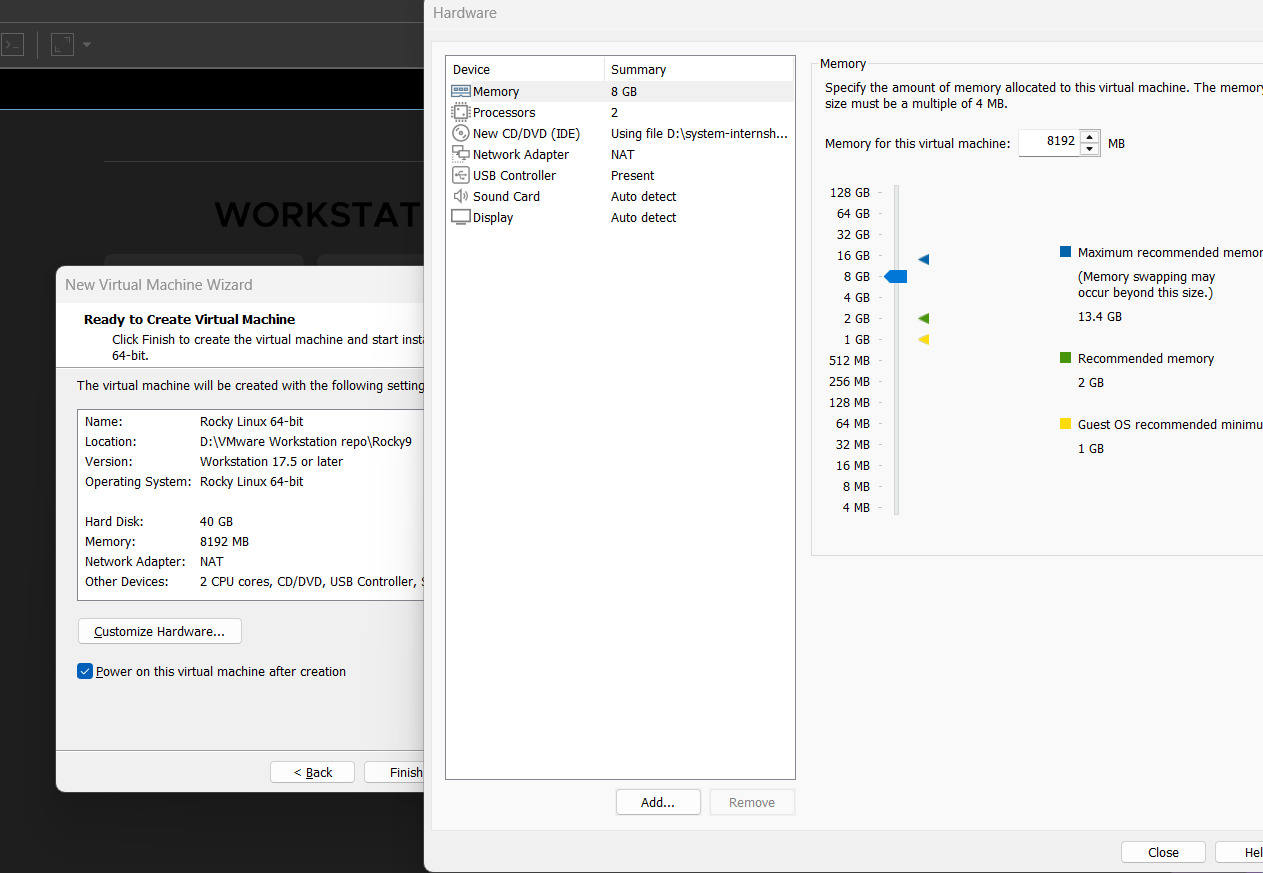 Hardware
Device Summary
Memory 8 GB
Processors 2
New CD/DVD (IDE) Using file D:\system-internsh...
Network Adapter NAT
USB Controller Present
Sound Card Auto detect
Display Auto detect
Add... Remove
Memory
Specify the amount of memory allocated to this virtual machine. The memory
size must be a multiple of 4 MB.
Memory for this virtual machine: 8192 MB
128 GB
64 GB
32 GB
16 GB
8 GB
4 GB
2 GB
1 GB
512 MB
256 MB
128 MB
64 MB
32 MB
16 MB
8 MB
4 MB
Maximum recommended memor
(Memory swapping may
occur beyond this size.)
13.4 GB
Recommended memory
2 GB
Guest OS recommended minimu
1 GB
Close Hel
WORKSTAT
New Virtual Machine Wizard
Ready to Create Virtual Machine
Click Finish to create the virtual machine and start inst
64-bit.
The virtual machine will be created with the following setting
Name: Rocky Linux 64-bit
Location: D:\VMware Workstation repo\Rocky9
Version: Workstation 17.5 or later
Operating System: Rocky Linux 64-bit
Hard Disk: 40 GB
Memory: 8192 MB
Network Adapter: NAT
Other Devices: 2 CPU cores, CD/DVD, USB Controller,
Customize Hardware...
Power on this virtual machine after creation
< Back Finish